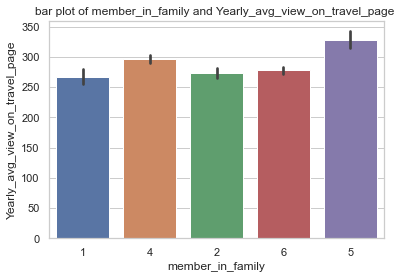 bar plot of member_in_family and Yearly_avg_view_on_travel_page
Yearly_avg_view_on_travel_page
350
300
250
200
150
100
50
0
1 4 2 6 5
member_in_family